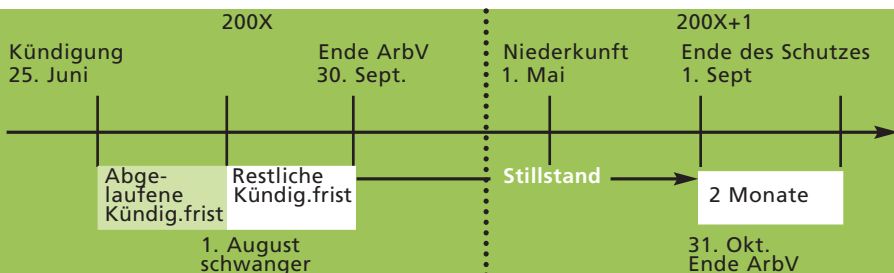 200X
200X+1
Kündigung
25. Juni
Ende ArbV
30. Sept.
Niederkunft
1. Mai
Ende des Schutzes
1. Sept
Abge-
laufene
Kündig.frist
Restliche
Kündig.frist
Stillstand
2 Monate
1. August
schwanger
31. Okt.
Ende ArbV